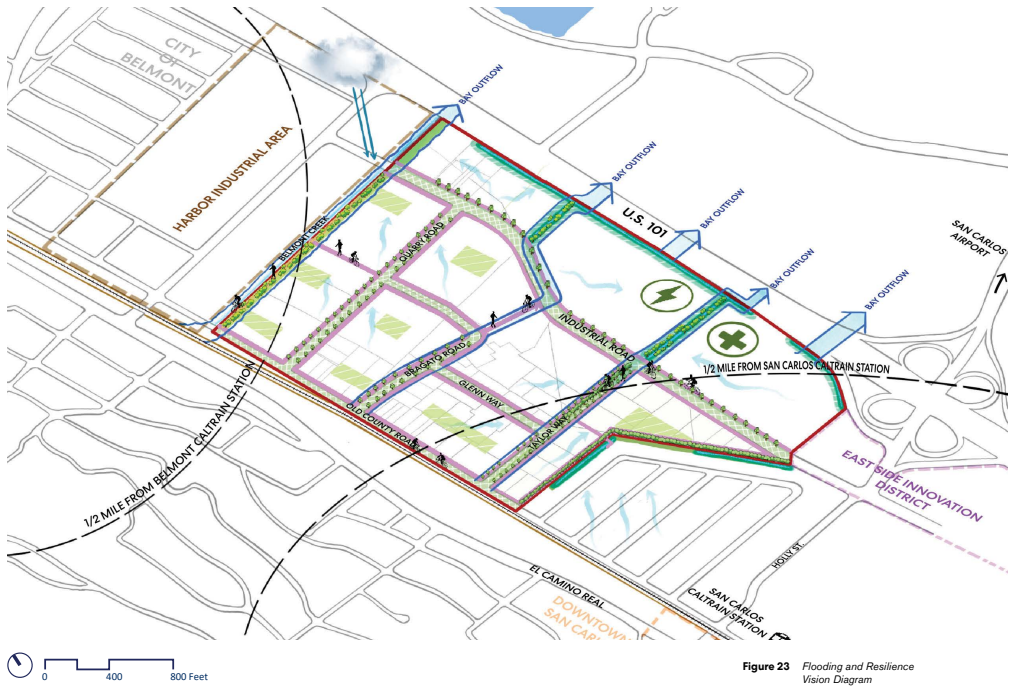 CITY
OF
BELMONT
HARBOR INDUSTRIAL AREA
BAY OUTFLOW
BAY OUTFLOW
BAY OUTFLOW
BAY OUTFLOW
BAY OUTFLOW
U.S. 101
SAN CARLOS
AIRPORT
BELMONT CREEK
QUARRY ROAD
INDUSTRIAL ROAD
BRAGATO ROAD
GLENN WAY
TAYLOR WAY
OLD COUNTY ROAD
1/2 MILE FROM SAN CARLOS CALTRAIN STATION
1/2 MILE FROM BELMONT CALTRAIN STATION
EAST SIDE INNOVATION
DISTRICT
HOLLY ST.
EL CAMINO REAL
SAN CARLOS
CALTRAIN STATION
DOWNTOWN
SAN CARLOS
0 400 800 Feet
Figure 23 Flooding and Resilience
Vision Diagram